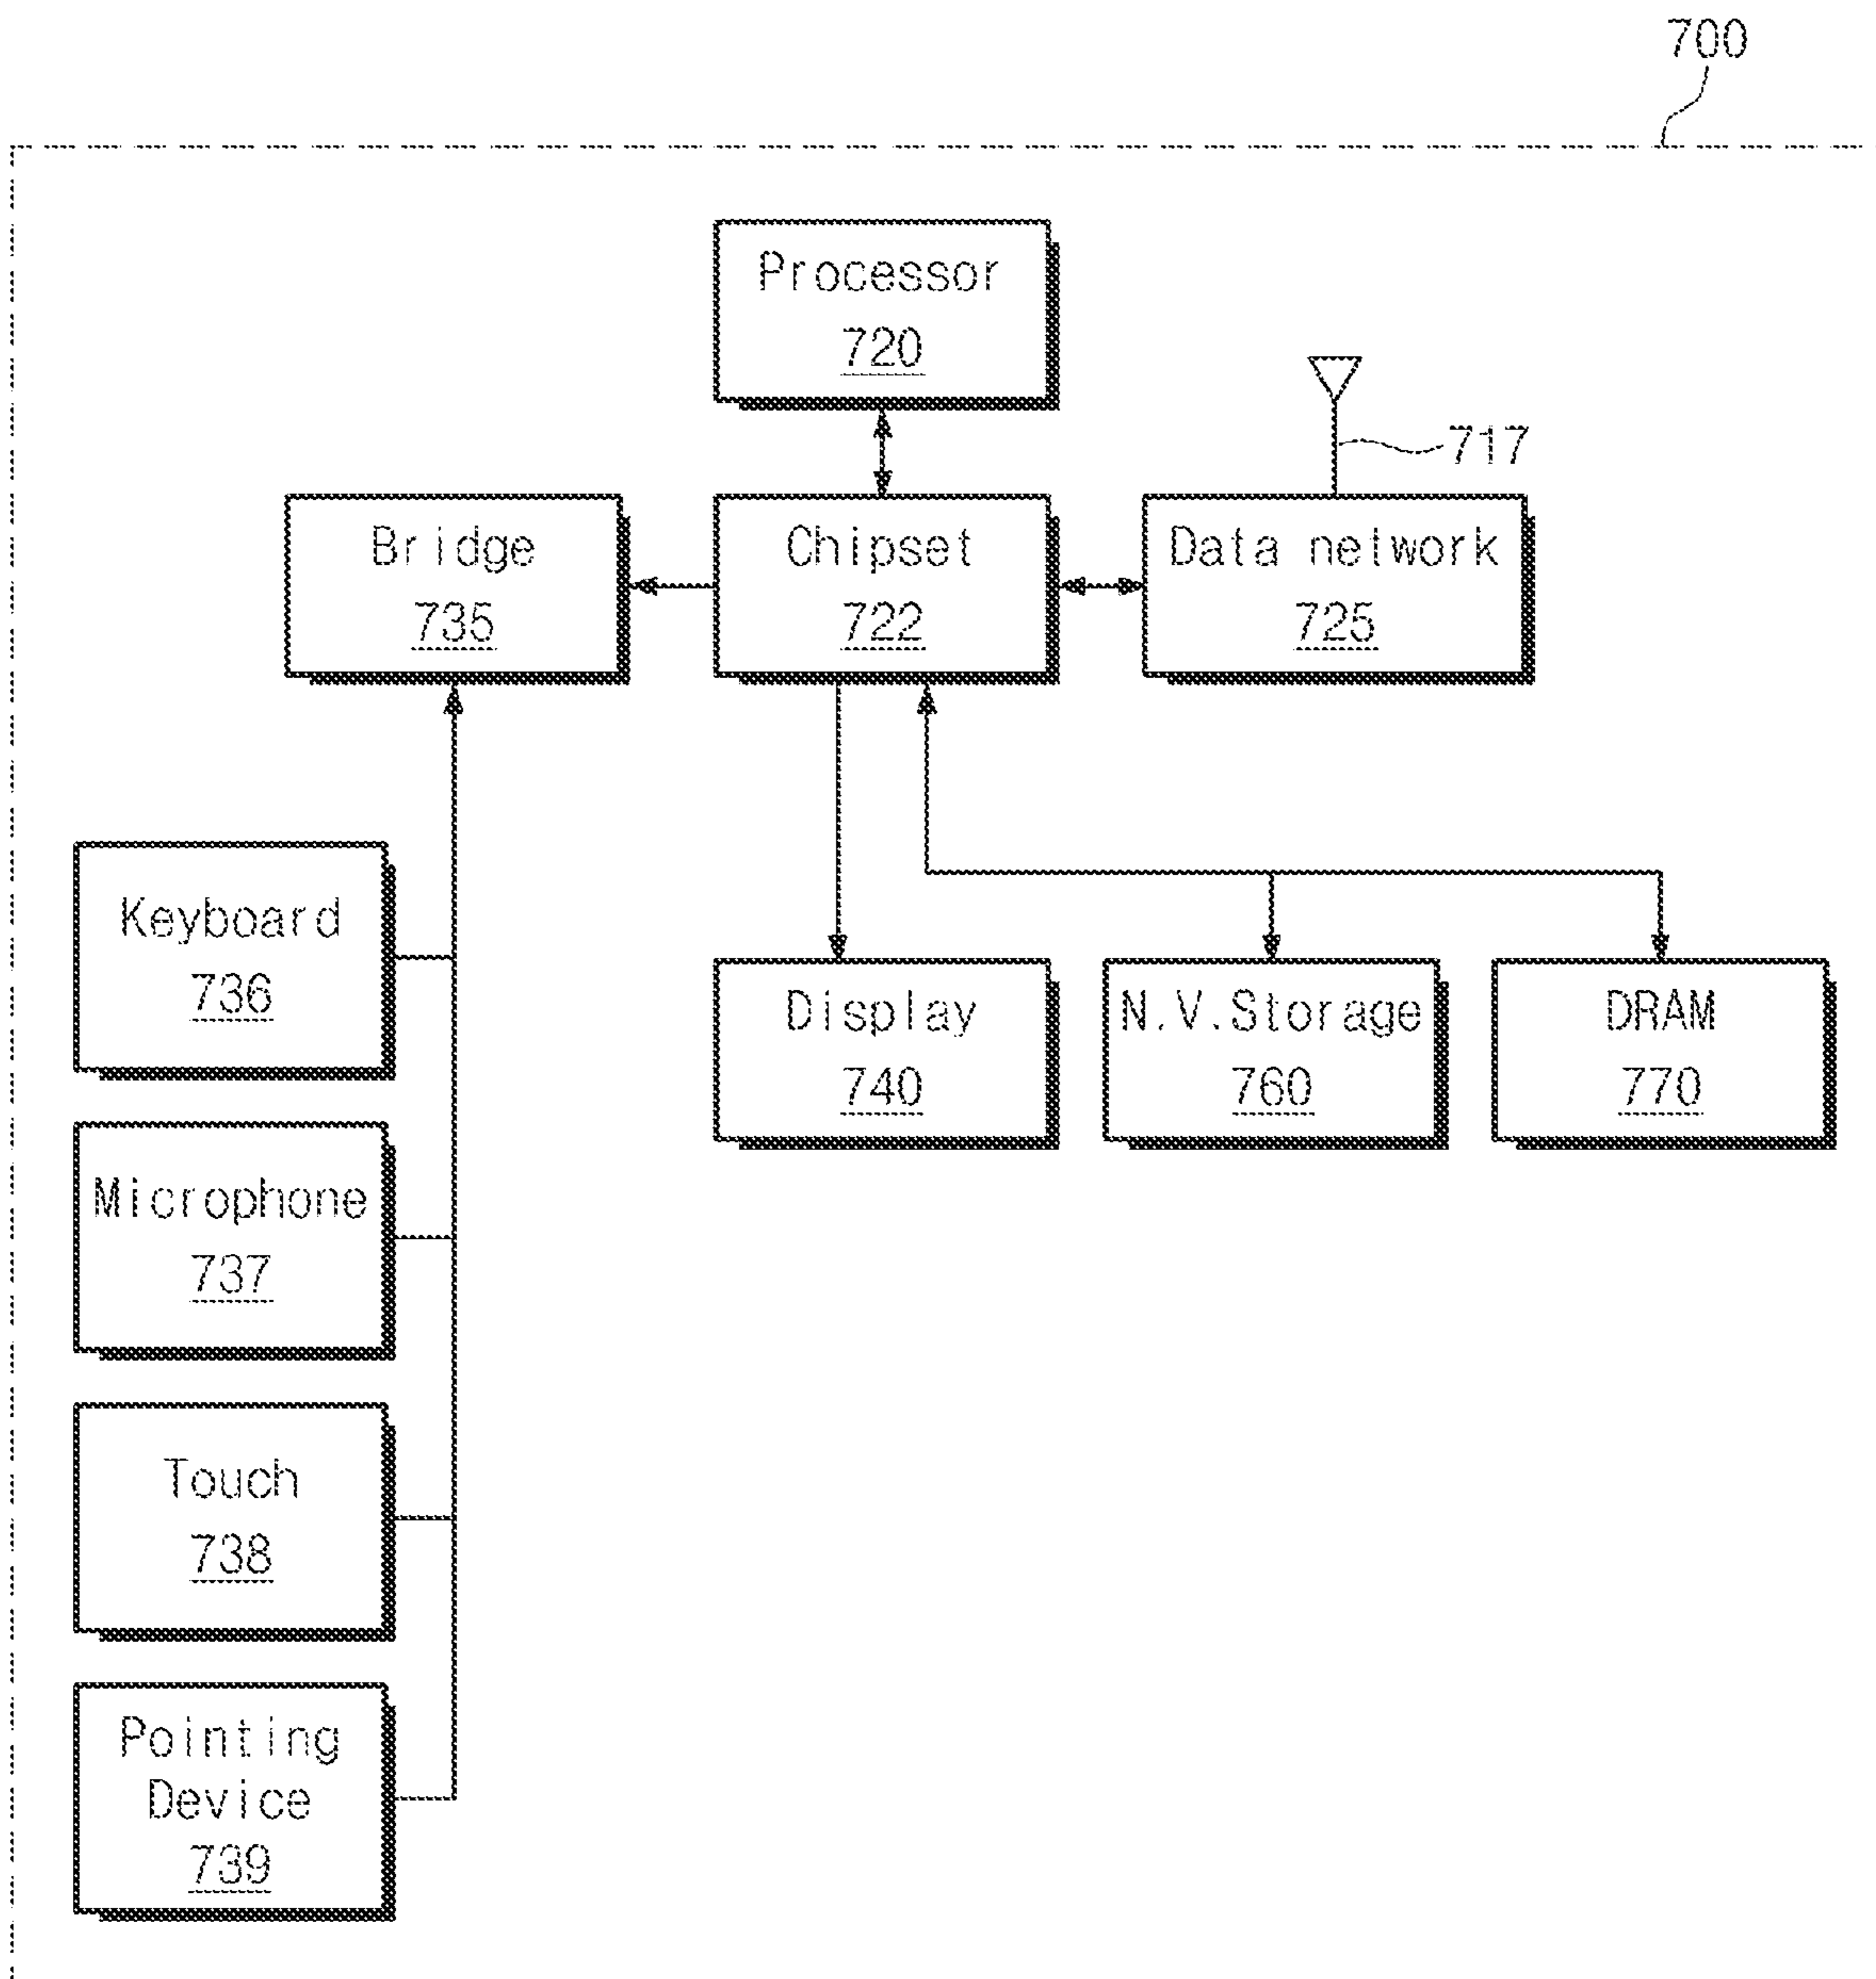 700
Processor
720
717
Bridge
735
Chipset
722
Data network
725
Keyboard
736
Display
740
N.V.Storage
760
DRAM
770
Microphone
737
Touch
738
Pointing
Device
739